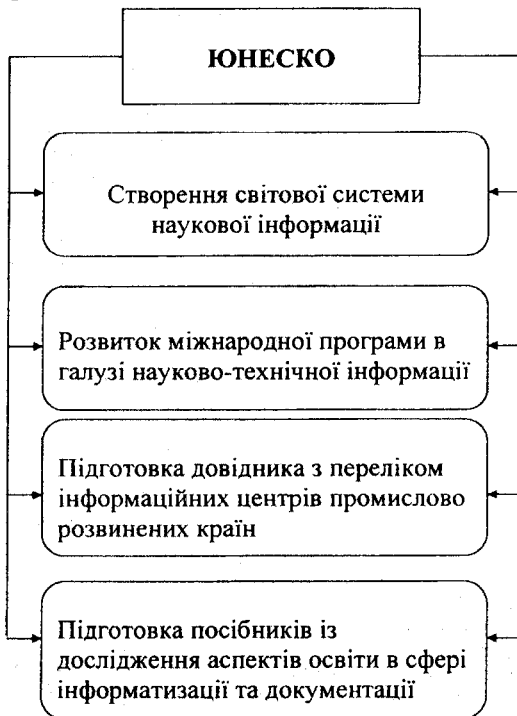 ЮНЕСКО
Створення світової системи
наукової інформації
Розвиток міжнародної програми в
галузі науково-технічної інформації
Підготовка довідника з переліком
інформаційних центрів промислово
розвинених країн
Підготовка посібників із
дослідження аспектів освіти в сфері
інформатизації та документації